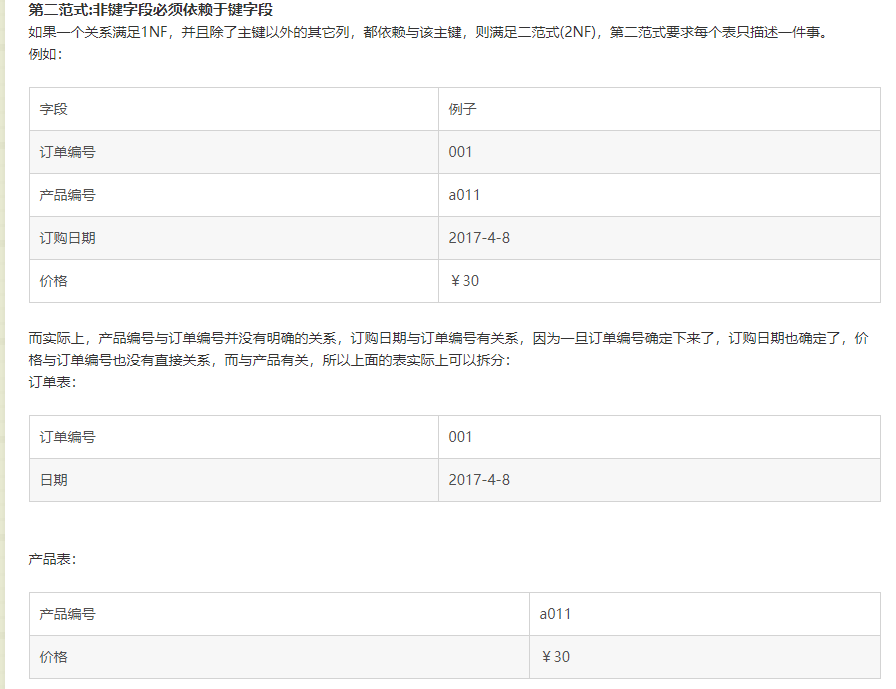 第二范式:非键字段必须依赖于键字段
如果一个关系满足1NF，并且除了主键以外的其它列，都依赖与该主键，则满足二范式(2NF)，第二范式要求每个表只描述一件事。
例如：
字段 例子
订单编号 001
产品编号 a011
订购日期 2017-4-8
价格 ￥30
而实际上，产品编号与订单编号并没有明确的关系，订购日期与订单编号有关系，因为一旦订单编号确定下来了，订购日期也确定了，价
格与订单编号也没有直接关系，而与产品有关，所以上面的表实际上可以拆分：
订单表：
订单编号 001
日期 2017-4-8
产品表：
产品编号 a011
价格 ￥30